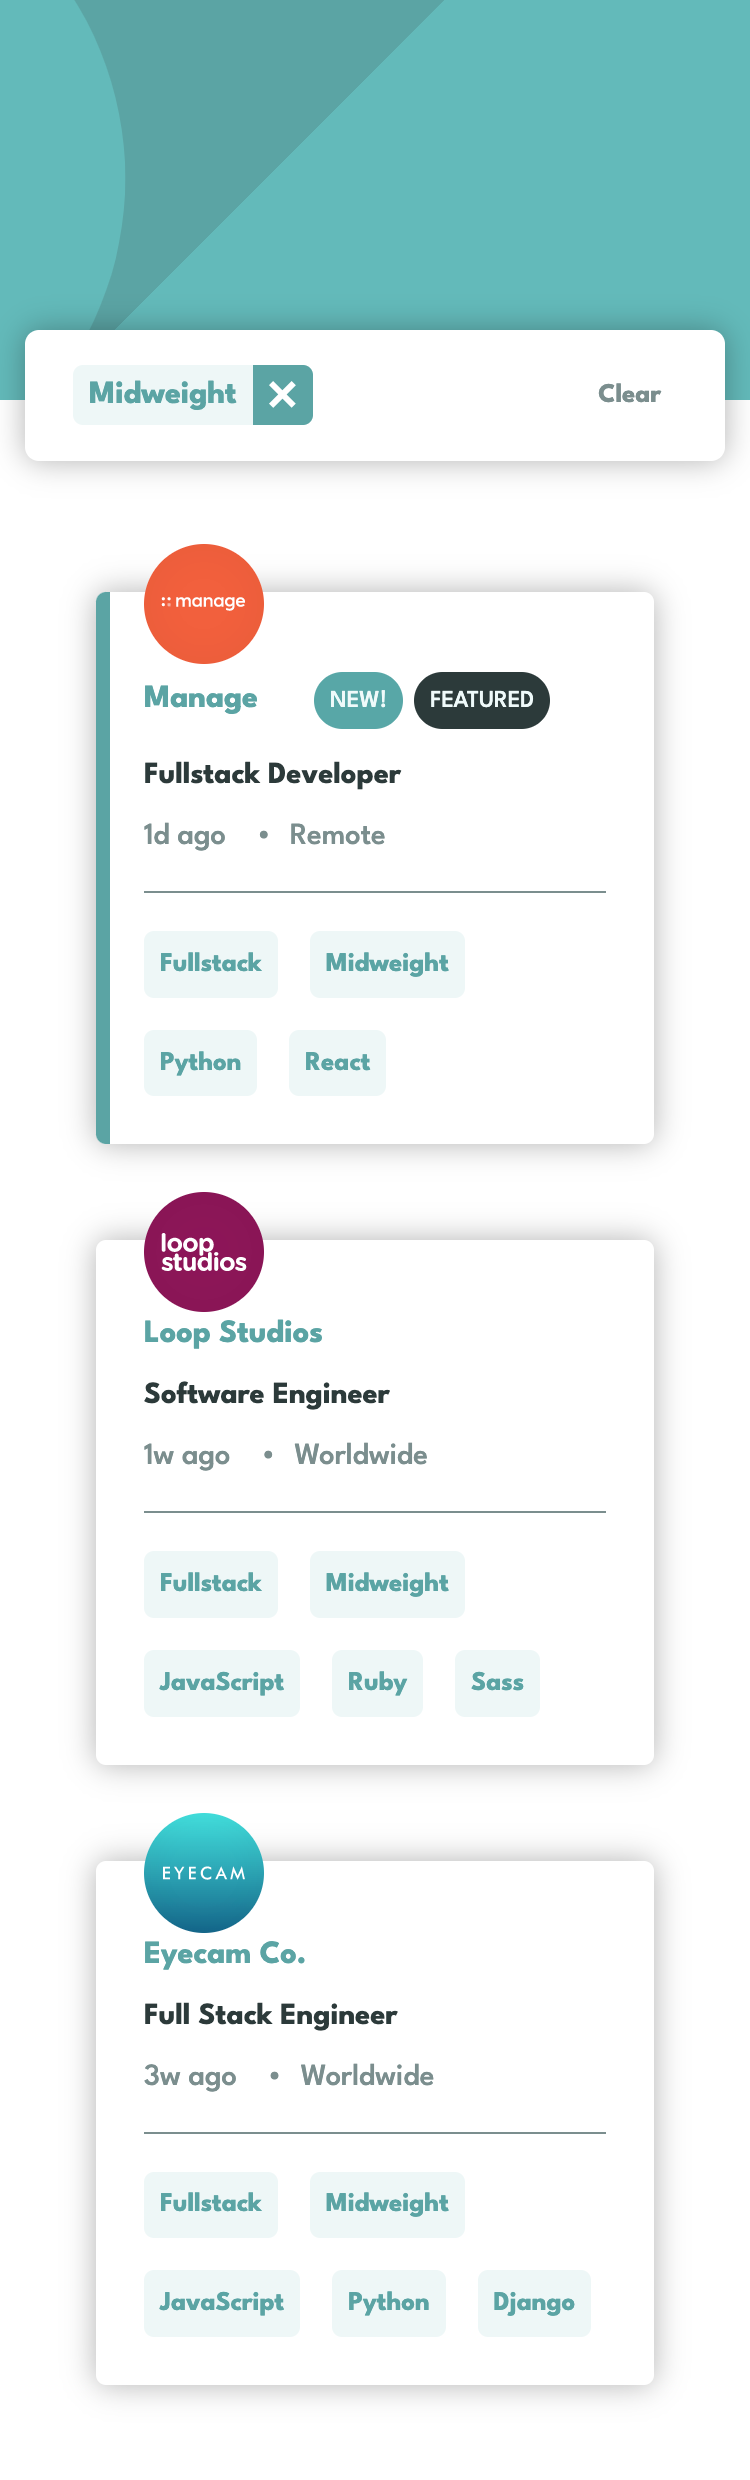 Midweight Clear
manage
Manage NEW! FEATURED
Fullstack Developer
1d ago • Remote
Fullstack Midweight
Python React
loop
studios
Loop Studios
Software Engineer
1w ago • Worldwide
Fullstack Midweight
JavaScript Ruby Sass
EYECAM
Eyecam Co.
Full Stack Engineer
3w ago • Worldwide
Fullstack Midweight
JavaScript Python Django